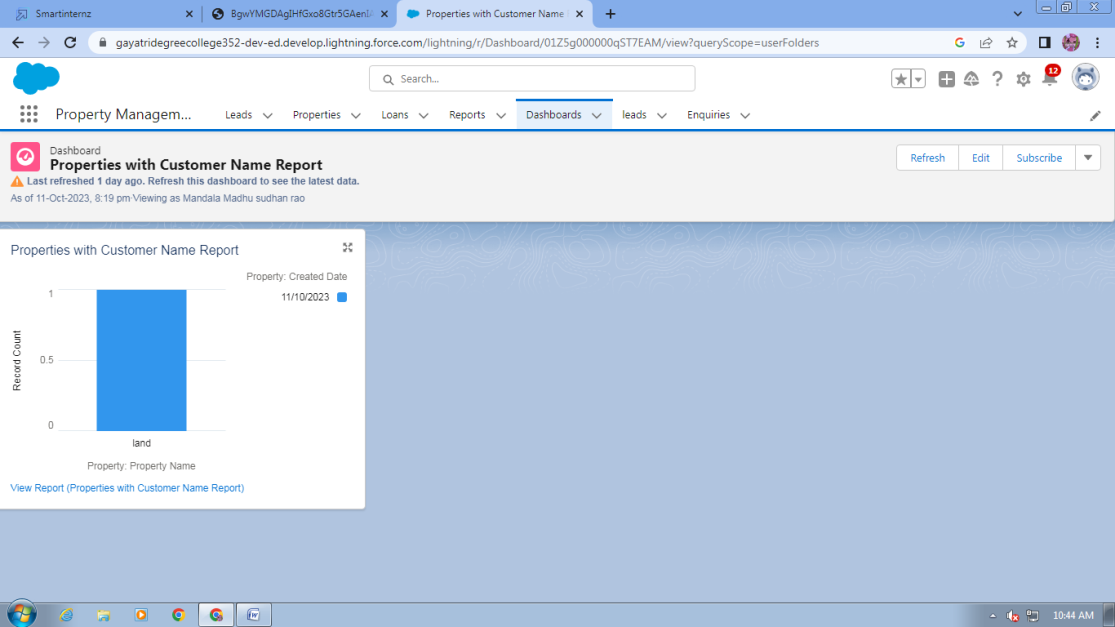 Smartinternz
BgwYMGDAgIHfGxo8Gtr5GAenIA
Properties with Customer Name
gayatridegreecollege352-dev-ed.develop.lightning.force.com/lightning/r/Dashboard/01Z5g000000qST7EAM/view?queryScope=userFolders
Search...
12
Property Managem...
Leads
Properties
Loans
Reports
Dashboards
leads
Enquiries
Dashboard
Properties with Customer Name Report
Last refreshed 1 day ago. Refresh this dashboard to see the latest data.
As of 11-Oct-2023, 8:19 pm·Viewing as Mandala Madhu sudhan rao
Refresh
Edit
Subscribe
Properties with Customer Name Report
Property: Created Date
11/10/2023
1
0.5
0
Record Count
land
Property: Property Name
View Report (Properties with Customer Name Report)
10:44 AM